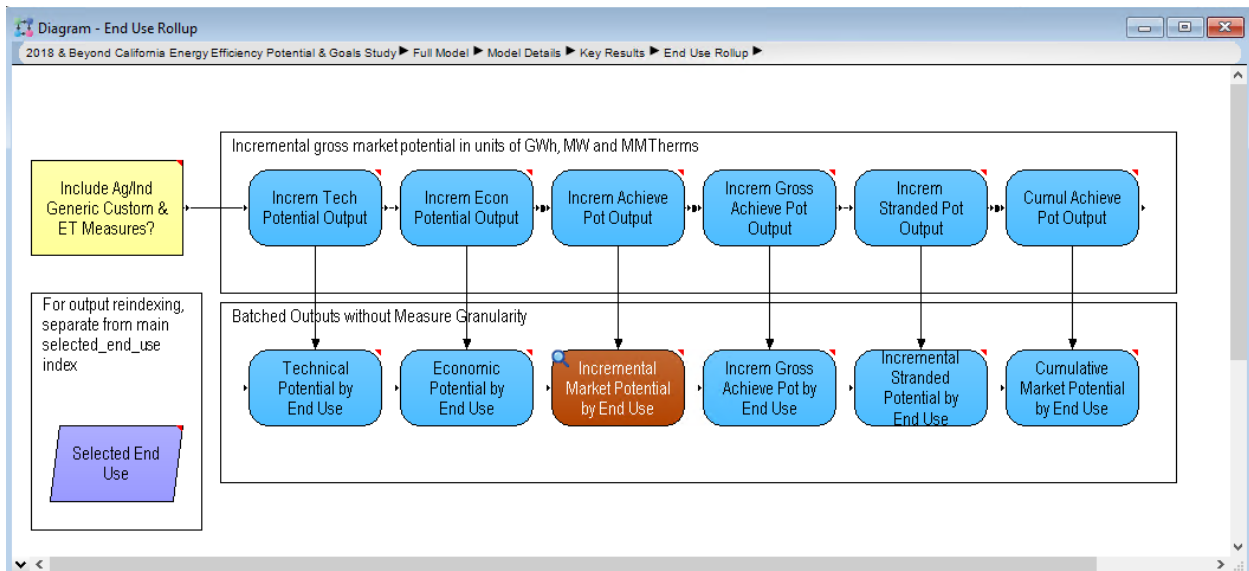 Diagram - End Use Rollup
2018 & Beyond California Energy Efficiency Potential & Goals Study ► Full Model ► Model Details ► Key Results ► End Use Rollup ►
Incremental gross market potential in units of GWh, MW and MMTherms
Include Ag/Ind
Generic Custom &
ET Measures?
Increm Tech
Potential Output
Increm Econ
Potential Output
Increm Achieve
Pot Output
Increm Gross
Achieve Pot
Output
Increm
Stranded Pot
Output
Cumul Achieve
Pot Output
For output reindexing,
separate from main
selected_end_use
index
Selected End
Use
Batched Outputs without Measure Granularity
Technical
Potential by
End Use
Economic
Potential by
End Use
Incremental
Market Potential
by End Use
Increm Gross
Achieve Pot by
End Use
Incremental
Stranded
Potential by
End Use
Cumulative
Market Potential
by End Use